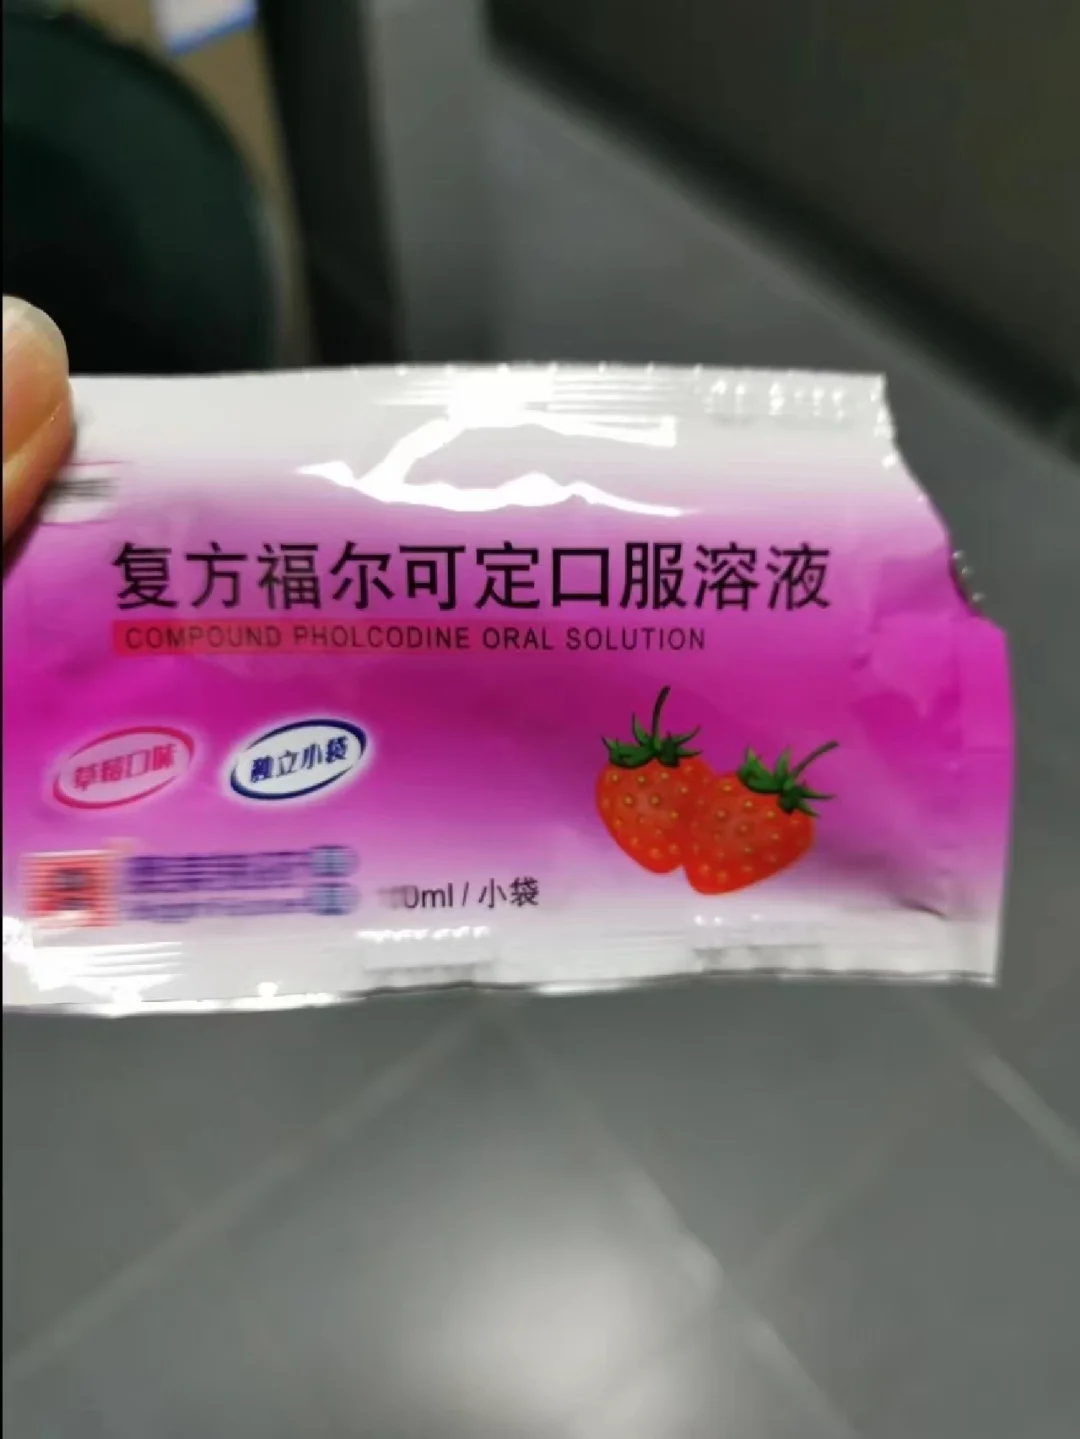 复方福尔可定口服溶液
COMPOUND PHOLCODINE ORAL SOLUTION
草莓口味
独立小袋
10ml / 小袋